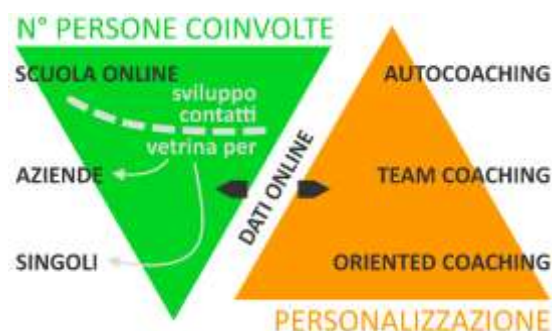 N° PERSONE COINVOLTE
SCUOLA ONLINE
sviluppo
contatti
vetrina per
AZIENDE
SINGOLI
DATI ONLINE
AUTOCOACHING
TEAM COACHING
ORIENTED COACHING
PERSONALIZZAZIONE